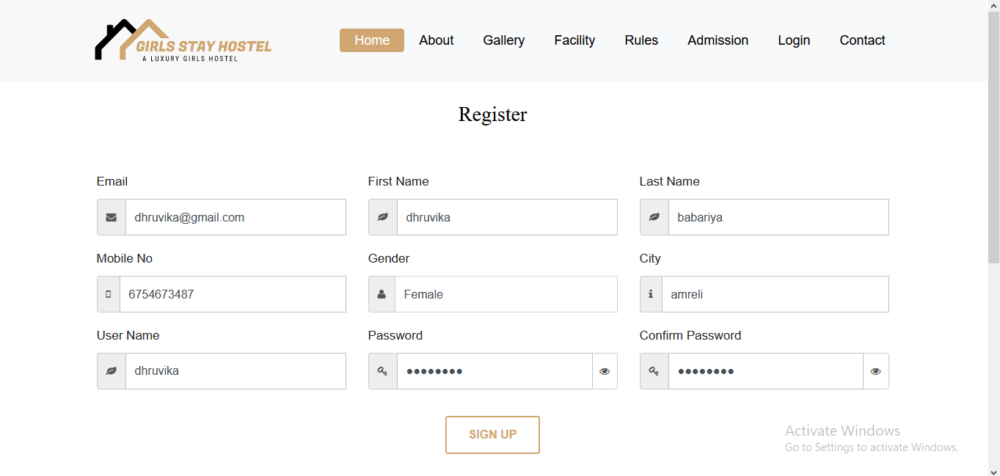 GIRLS STAY HOSTEL
A LUXURY GIRLS HOSTEL
Home About Gallery Facility Rules Admission Login Contact
Register
Email First Name Last Name
dhruvika@gmail.com dhruvika babariya
Mobile No Gender City
6754673487 Female amreli
User Name Password Confirm Password
dhruvika ●●●●●●●● ●●●●●●●●
SIGN UP
Activate Windows
Go to Settings to activate Windows.